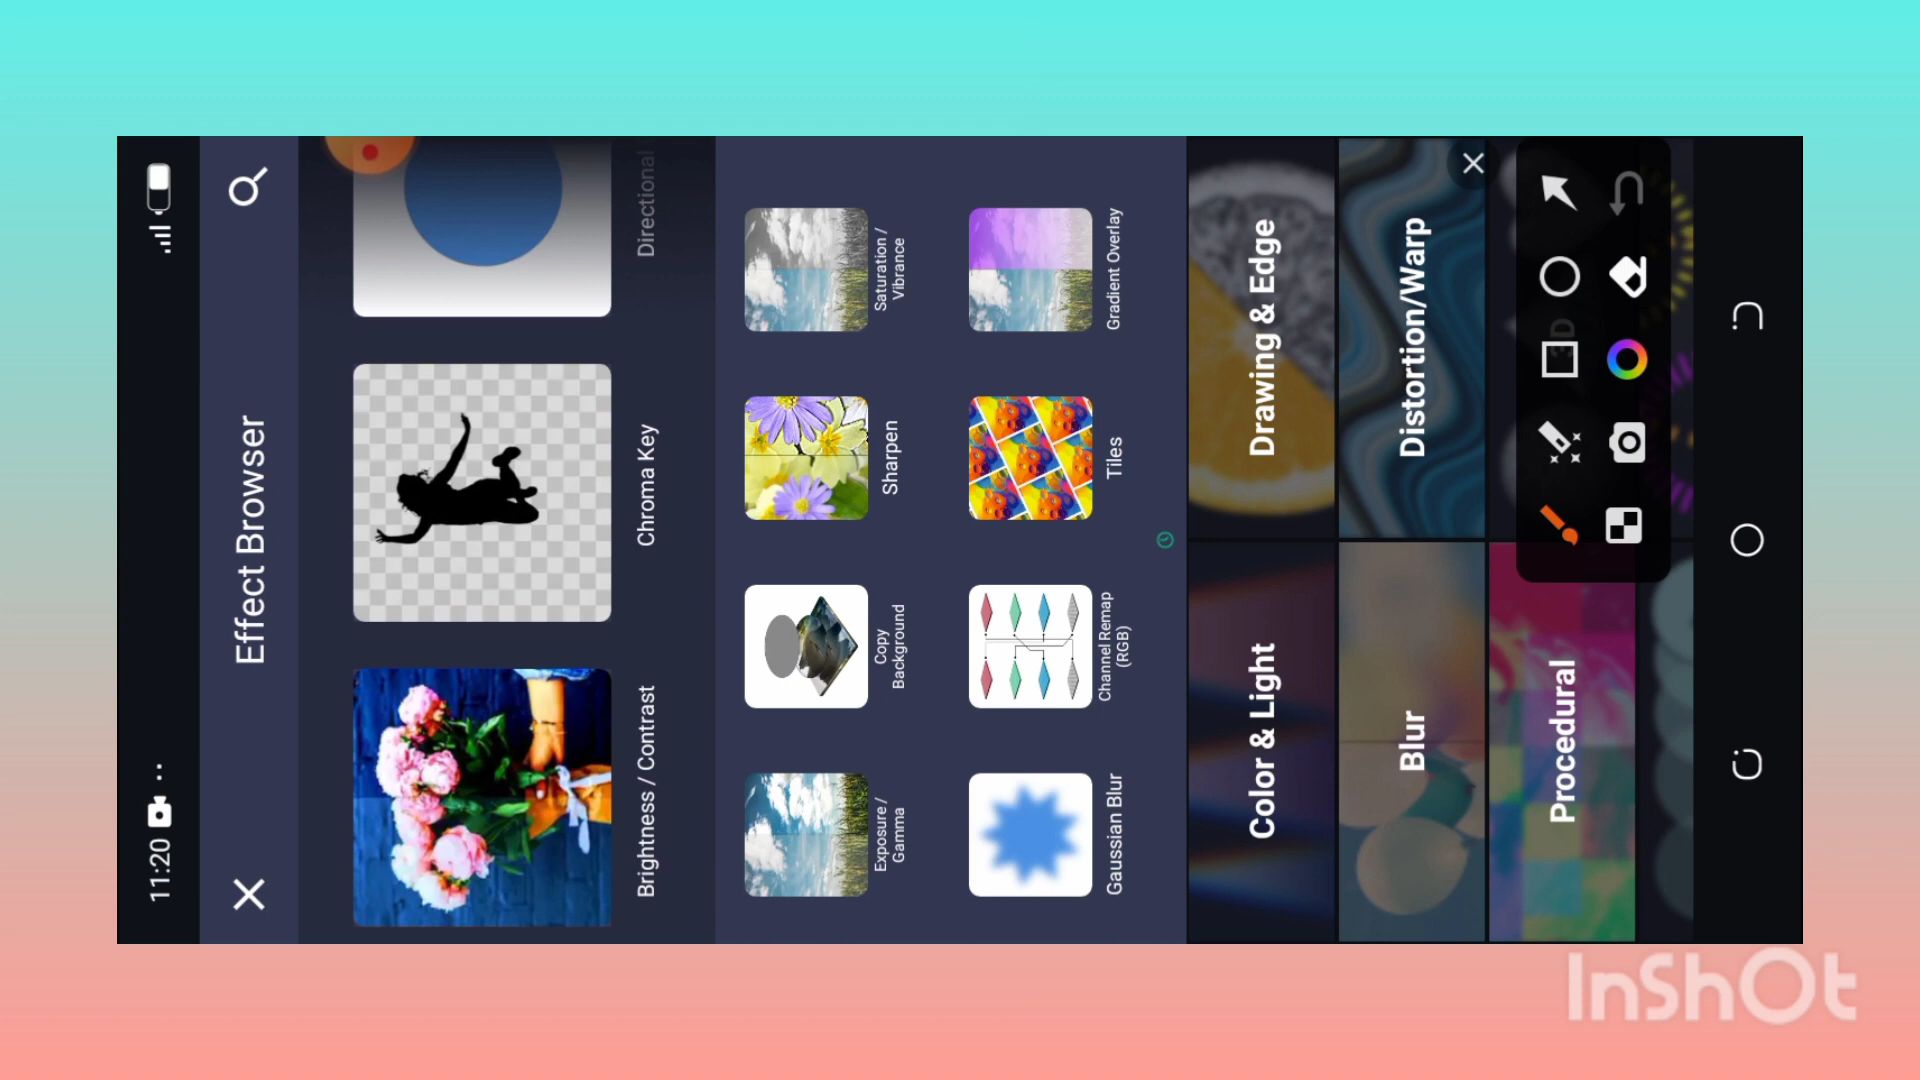 11:20
Effect Browser
Brightness / Contrast
Chroma Key
Directional
Exposure /
Gamma
Copy
Background
Sharpen
Saturation /
Vibrance
Gaussian Blur
Channel Remap
(RGB)
Tiles
Gradient Overlay
Color & Light
Drawing & Edge
Blur
Distortion/Warp
Procedural
3D
InShOt